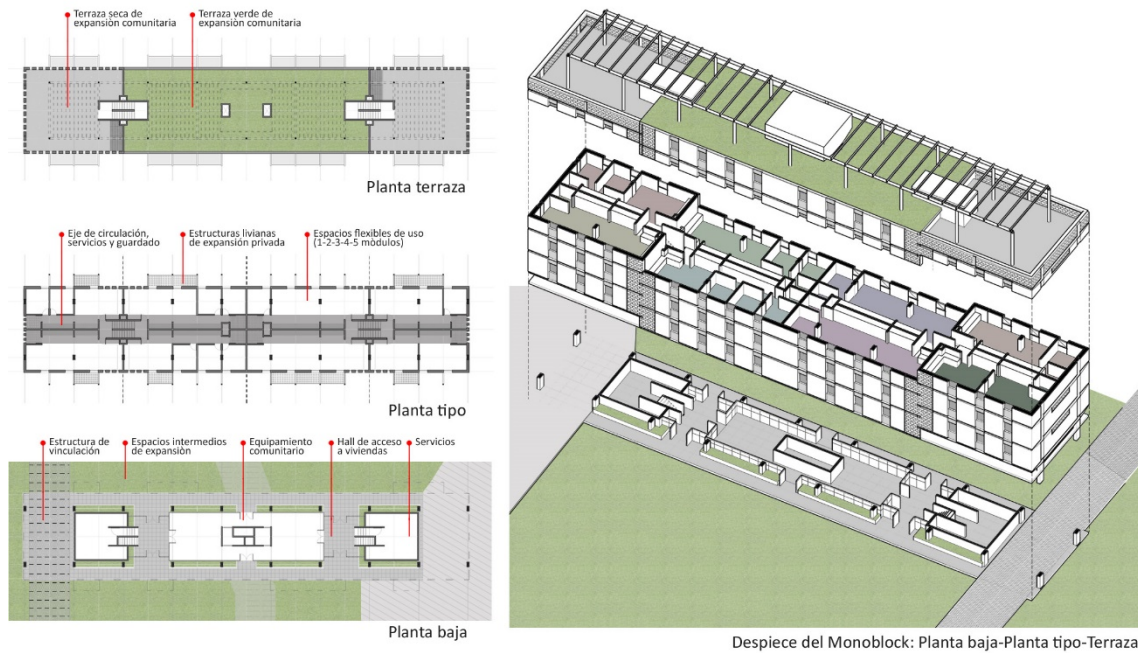 Terraza seca de
expansión comunitaria
Terraza verde de
expansión comunitaria
Planta terraza
Eje de circulación,
servicios y guardado
Estructuras livianas
de expansión privada
Espacios flexibles de uso
(1-2-3-4-5 mòdulos)
Planta tipo
Estructura de
vinculación
Espacios intermedios
de expansiòn
Equipamiento
comunitario
Hall de acceso
a viviendas
Servicios
Planta baja
Despiece del Monoblock: Planta baja-Planta tipo-Terraza